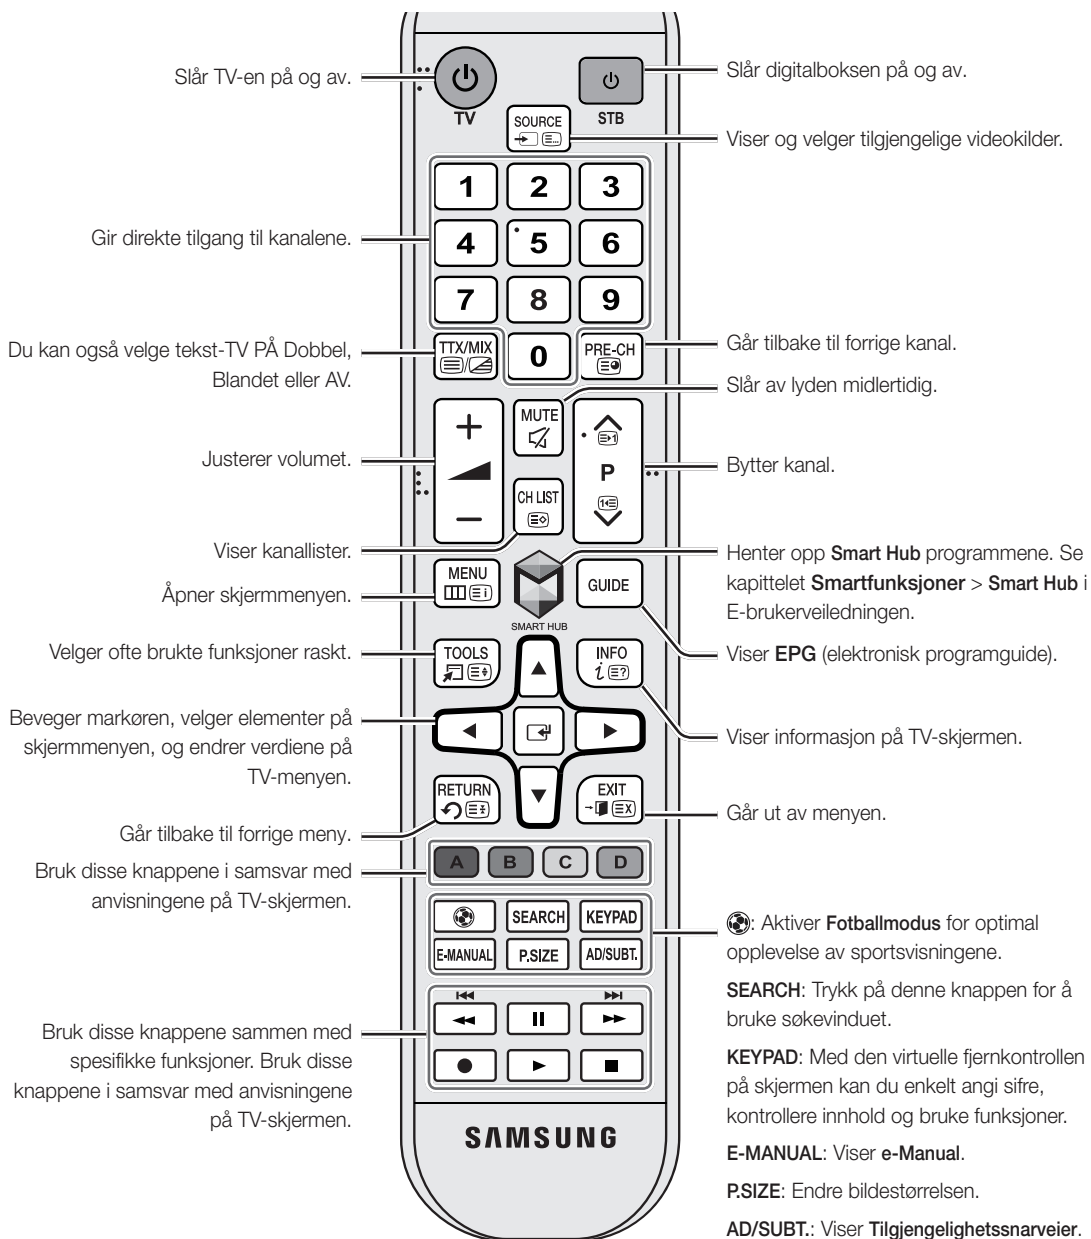 Slår TV-en på og av.
Slår digitalboksen på og av.
TV
STB
SOURCE
Viser og velger tilgjengelige videokilder.
1 2 3
Gir direkte tilgang til kanalene.
4 5 6
7 8 9
Du kan også velge tekst-TV PÅ Dobbel,
Blandet eller AV.
TTX/MIX
0
PRE-CH
Går tilbake til forrige kanal.
Slår av lyden midlertidig.
MUTE
Justerer volumet.
P
Bytter kanal.
CH LIST
Viser kanallister.
Henter opp Smart Hub programmene. Se
kapittelet Smartfunksjoner > Smart Hub i
E-brukerveiledningen.
MENU
GUIDE
Åpner skjermmenyen.
SMART HUB
Velger ofte brukte funksjoner raskt.
TOOLS
INFO
Viser EPG (elektronisk programguide).
Beveger markøren, velger elementer på
skjermmenyen, og endrer verdiene på
TV-menyen.
Viser informasjon på TV-skjermen.
RETURN
EXIT
Går ut av menyen.
Går tilbake til forrige meny.
A B C D
Bruk disse knappene i samsvar med
anvisningene på TV-skjermen.
SEARCH KEYPAD
E-MANUAL P.SIZE AD/SUBT.
: Aktiver Fotballmodus for optimal
opplevelse av sportsvisningene.
SEARCH: Trykk på denne knappen for å
bruke søkevinduet.
KEYPAD: Med den virtuelle fjernkontrollen
på skjermen kan du enkelt angi sifre,
kontrollere innhold og bruke funksjoner.
E-MANUAL: Viser e-Manual.
P.SIZE: Endre bildestørrelsen.
AD/SUBT.: Viser Tilgjengelighetssnarveier.
Bruk disse knappene sammen med
spesifikke funksjoner. Bruk disse
knappene i samsvar med anvisningene
på TV-skjermen.
SAMSUNG